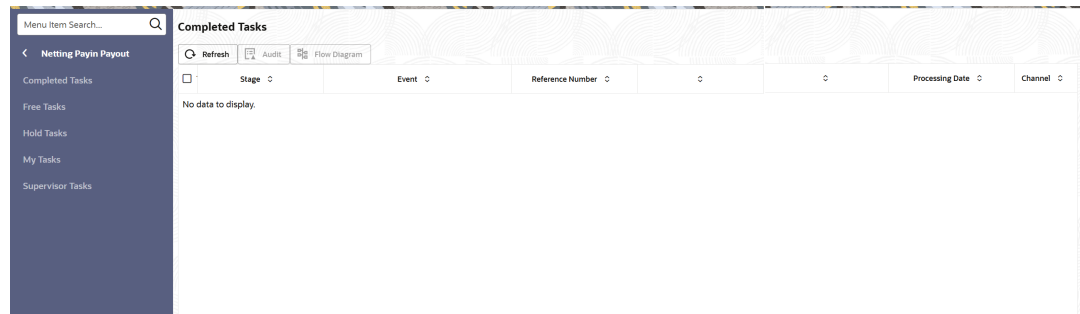 Menu Item Search...
Completed Tasks
Netting Payin Payout
Refresh Audit Flow Diagram
Completed Tasks
Stage Event Reference Number Processing Date Channel
Free Tasks
No data to display.
Hold Tasks
My Tasks
Supervisor Tasks